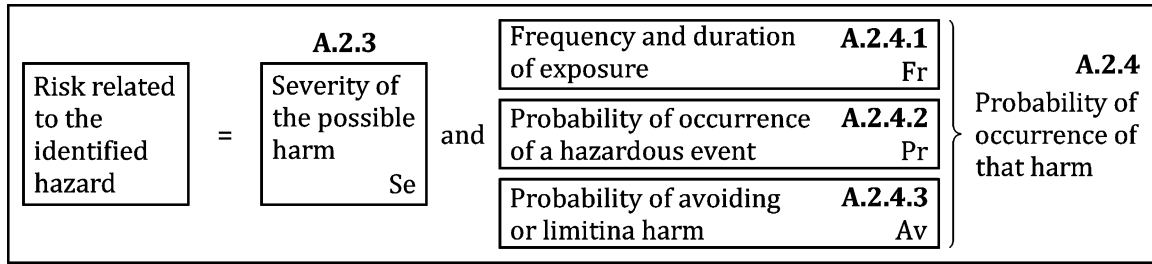 Risk related
to the
identified
hazard
=
A.2.3
Severity of
the possible
harm
Se
and
Frequency and duration A.2.4.1
of exposure Fr
Probability of occurrence A.2.4.2
of a hazardous event Pr
Probability of avoiding A.2.4.3
or limitina harm Av
A.2.4
Probability of
occurrence of
that harm